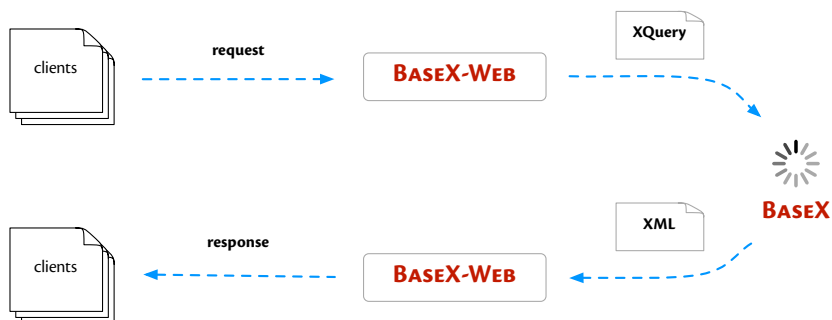 clients
request
BaseX-Web
XQuery
BaseX
clients
response
BaseX-Web
XML